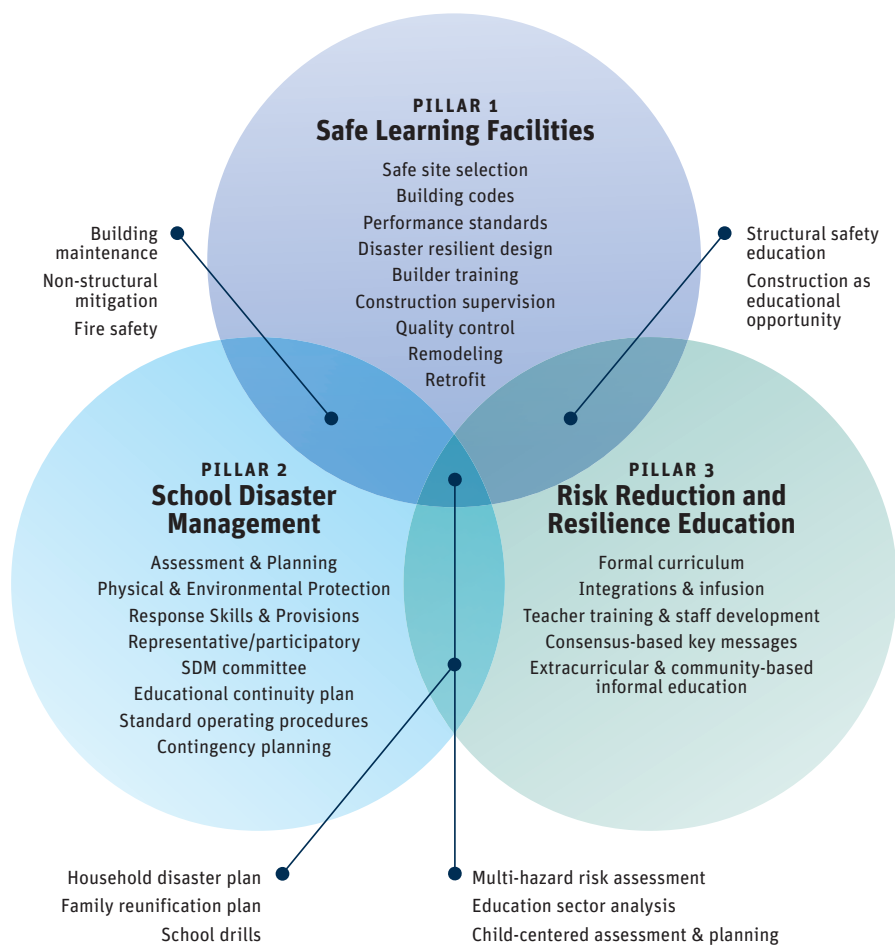 PILLAR 1
Safe Learning Facilities
Safe site selection
Building codes
Performance standards
Disaster resilient design
Builder training
Construction supervision
Quality control
Remodeling
Retrofit
Building
maintenance
Non-structural
mitigation
Fire safety
Structural safety
education
Construction as
educational
opportunity
PILLAR 2
School Disaster
Management
Assessment & Planning
Physical & Environmental Protection
Response Skills & Provisions
Representative/participatory
SDM committee
Educational continuity plan
Standard operating procedures
Contingency planning
PILLAR 3
Risk Reduction and
Resilience Education
Formal curriculum
Integrations & infusion
Teacher training & staff development
Consensus-based key messages
Extracurricular & community-based
informal education
Household disaster plan
Family reunification plan
School drills
Multi-hazard risk assessment
Education sector analysis
Child-centered assessment & planning